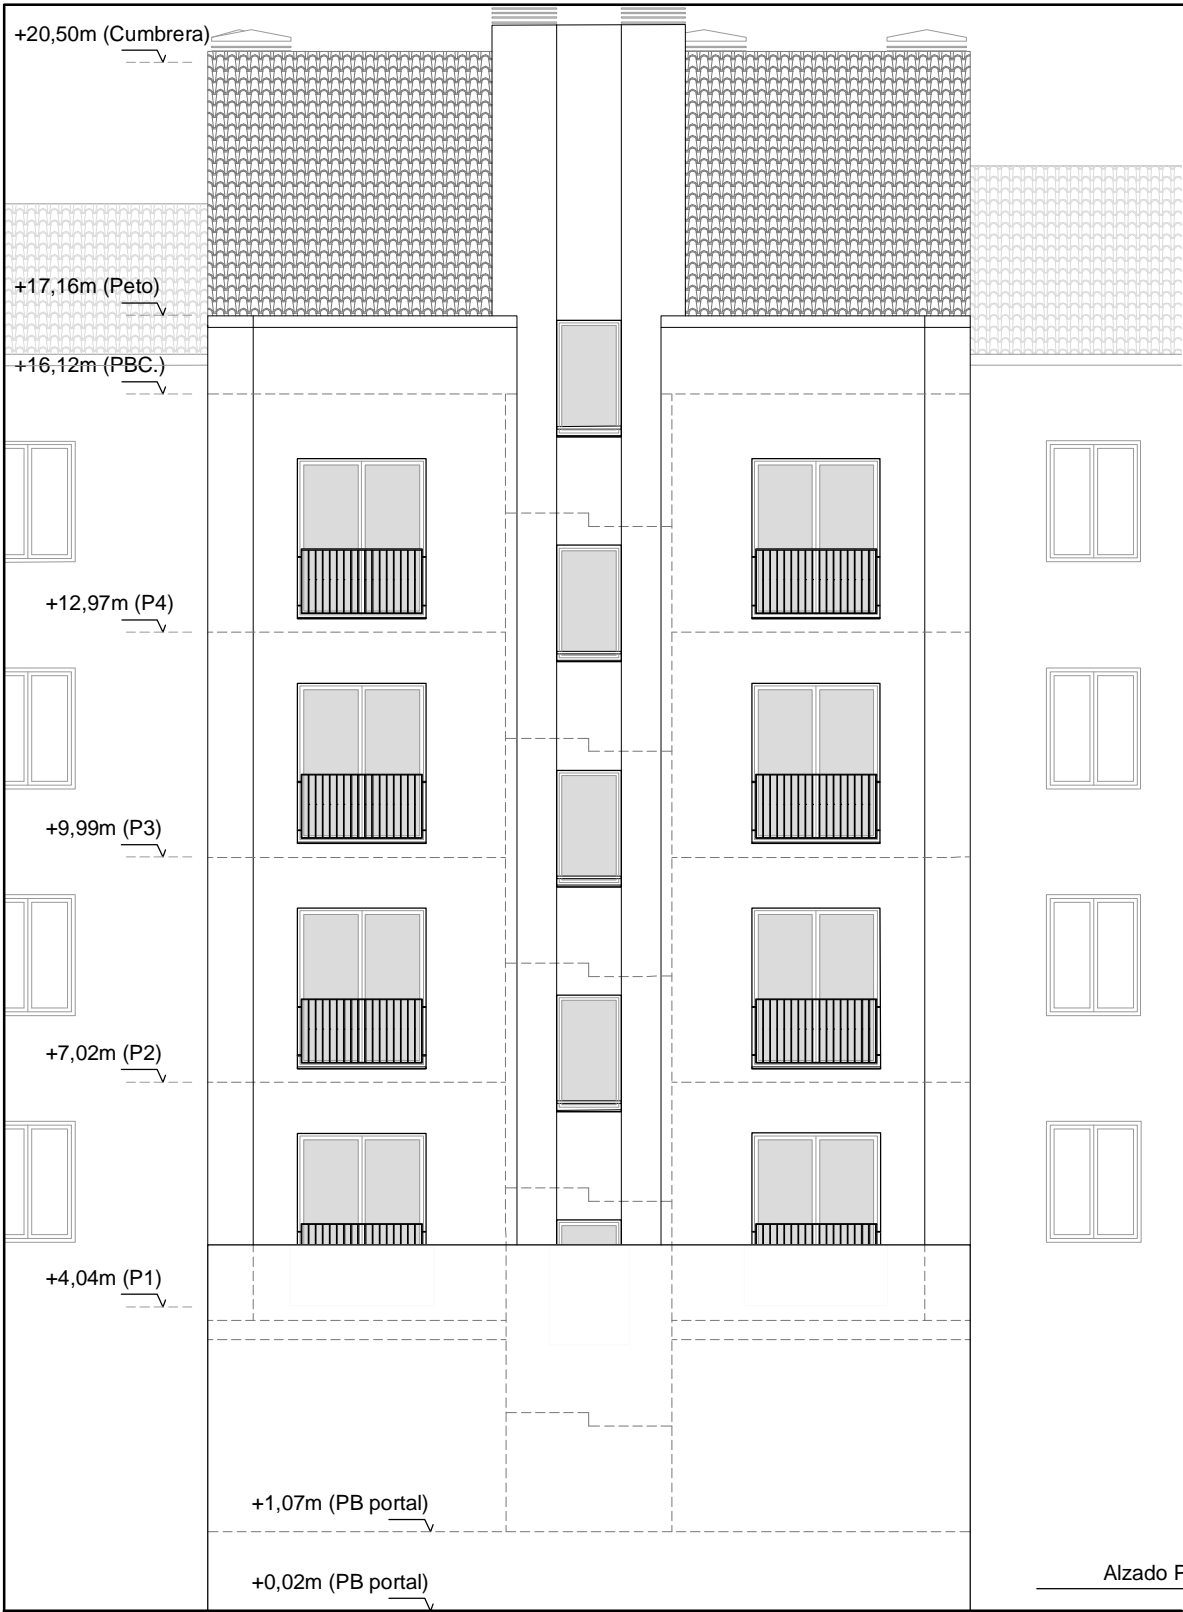 +20,50m (Cumbrera)
+17,16m (Peto)
+16,12m (PBC.)
+12,97m (P4)
+9,99m (P3)
+7,02m (P2)
+4,04m (P1)
+1,07m (PB portal)
+0,02m (PB portal)
Alzado P